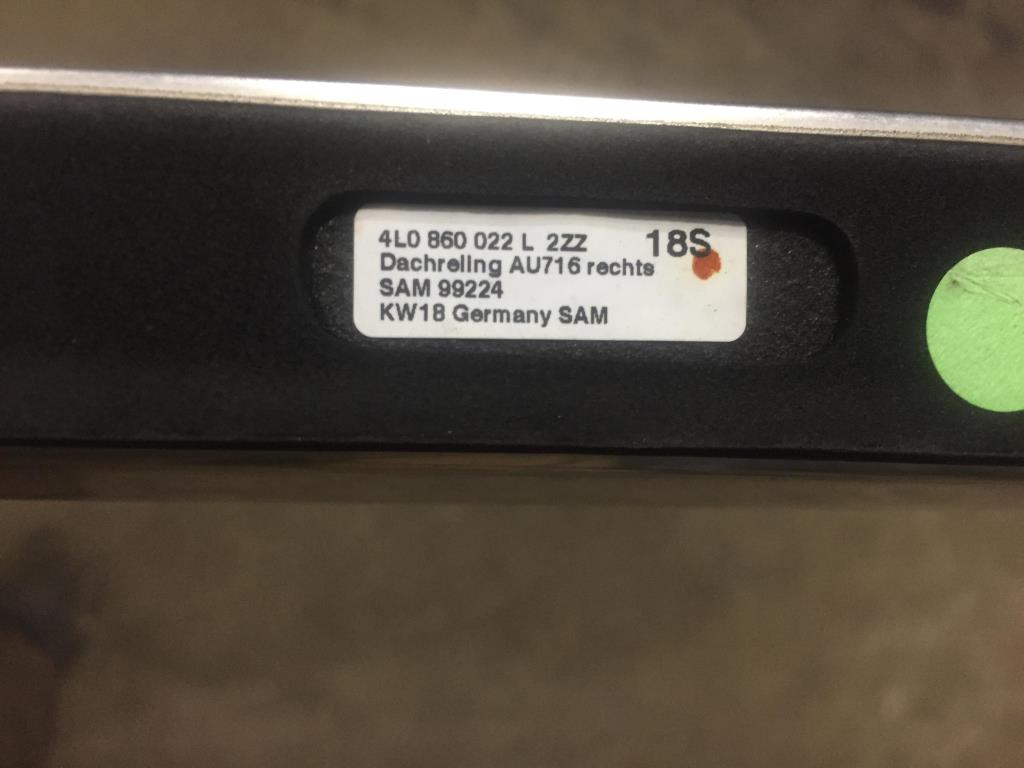 4L0 860 022 L 2ZZ 18S
Dachreling AU716 rechts
SAM 99224
KW18 Germany SAM